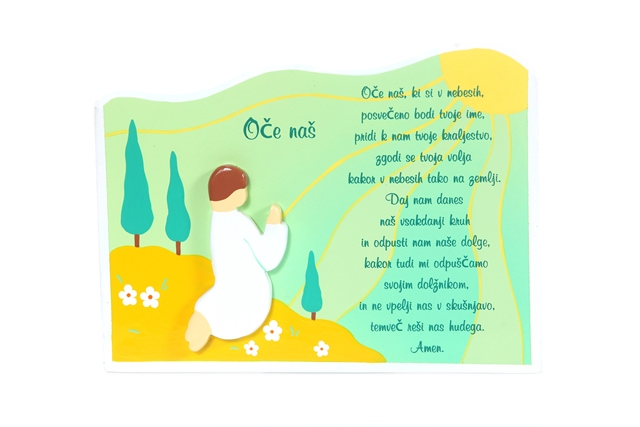 Oče naš
Oče naš, ki si v nebesih,
posvečeno bodi tvoje ime,
pridi k nam tvoje kraljestvo,
zgodi se tvoja volja
kakor v nebesih tako na zemlji.
Daj nam danes
naš vsakdanji kruh
in odpusti nam naše dolge,
kakor tudi mi odpuščamo
svojim dolžnikom,
in ne vpelji nas v skušnjavo,
temveč reši nas hudega.
Amen.